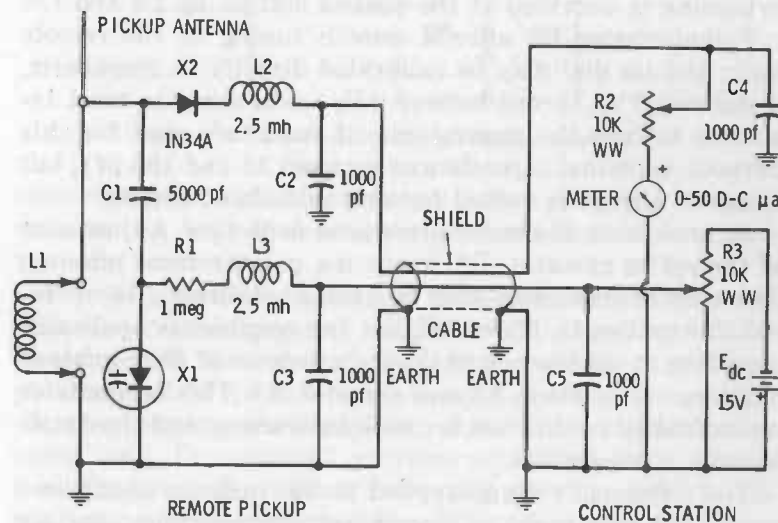 PICKUP ANTENNA
X2
L2
1N34A
2.5 mh
C1
5000 pf
C2
1000
pf
R2
10K
WW
C4
1000 pf
METER
0-50 D-C μa
SHIELD
L1
R1
1 meg
L3
2.5 mh
R3
10K
W W
CABLE
X1
C3
1000
pf
EARTH
EARTH
C5
1000
pf
Edc
15V
+
REMOTE PICKUP
CONTROL STATION